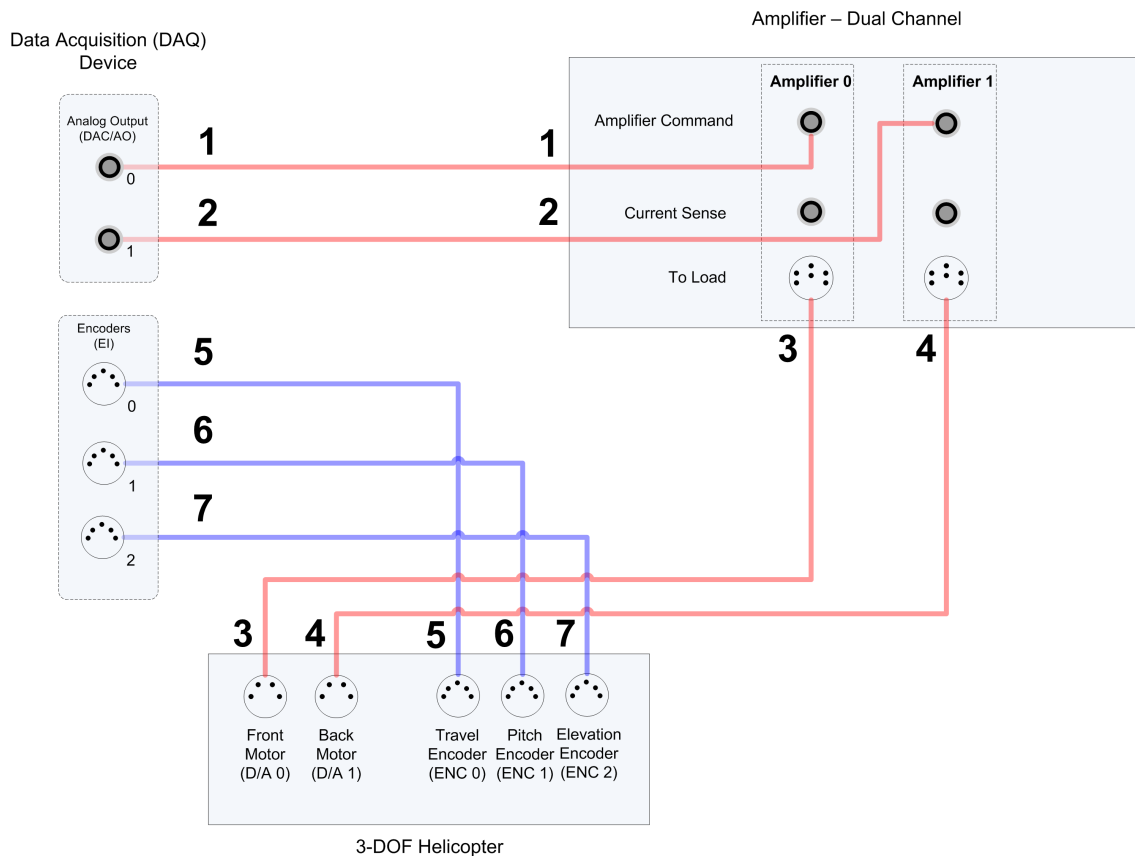 Amplifier – Dual Channel
Data Acquisition (DAQ)
Device
Amplifier 0
Amplifier 1
Analog Output
(DAC/AO)
0
1
1
1
Amplifier Command
2
2
Current Sense
To Load
3
4
Encoders
(EI)
0
1
2
5
6
7
3
4
5
6
7
Front
Motor
(D/A 0)
Back
Motor
(D/A 1)
Travel
Encoder
(ENC 0)
Pitch
Encoder
(ENC 1)
Elevation
Encoder
(ENC 2)
3-DOF Helicopter